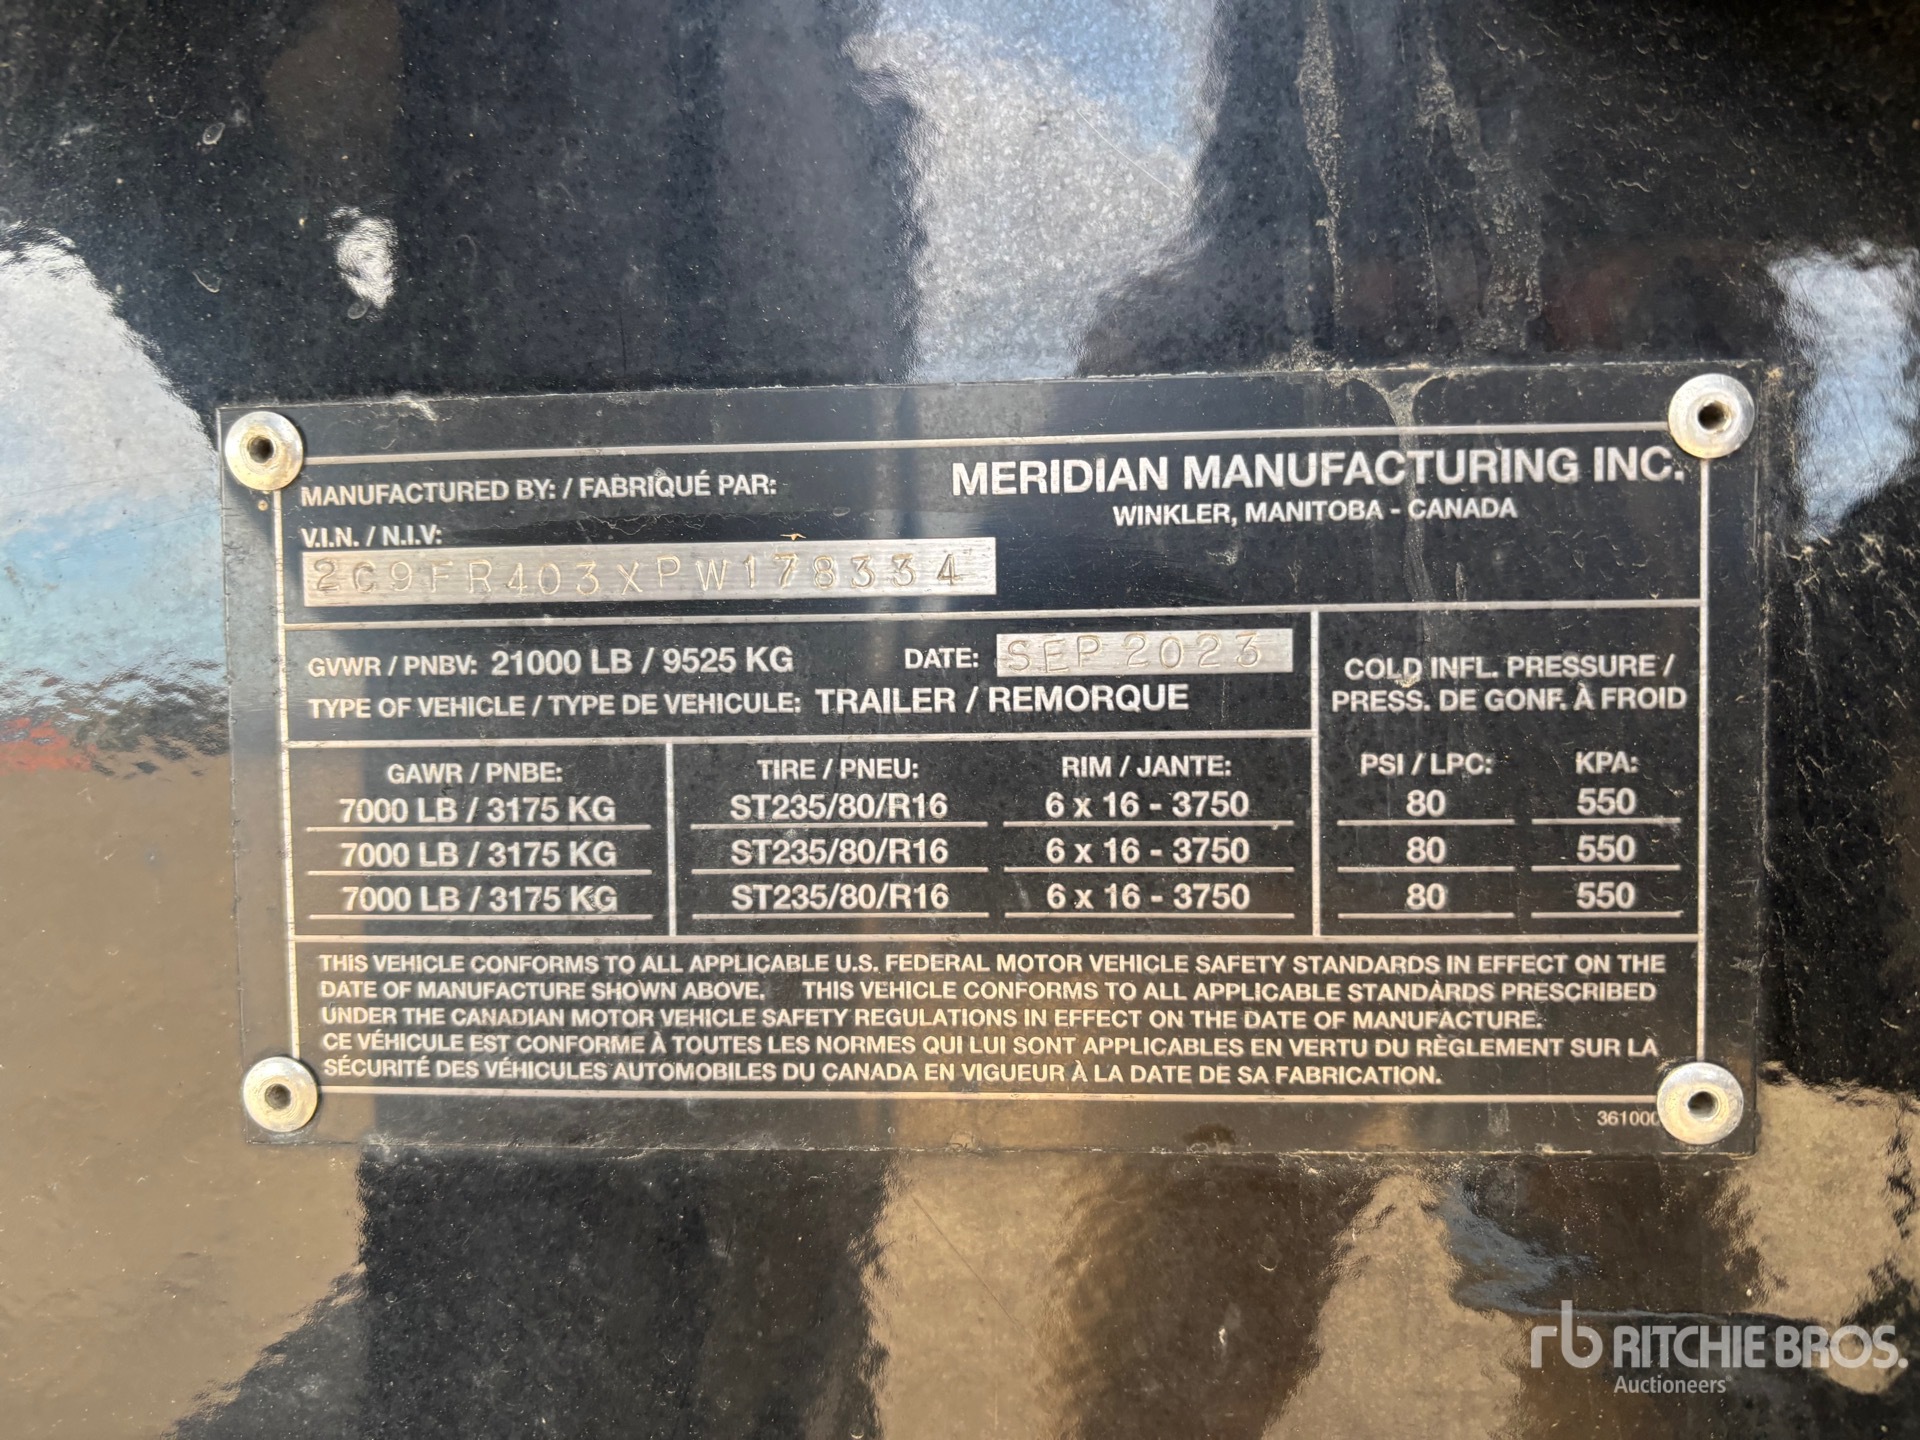 MANUFACTURED BY: / FABRIQUÉ PAR: MERIDIAN MANUFACTURING INC.
WINKLER, MANITOBA - CANADA
V.I.N. / N.I.V:
2C9FR403XPW178334
GVWR / PNBV: 21000 LB / 9525 KG DATE: SEP 2023
TYPE OF VEHICLE / TYPE DE VEHICULE: TRAILER / REMORQUE
COLD INFL. PRESSURE /
PRESS. DE GONF. À FROID
GAWR / PNBE: TIRE / PNEU: RIM / JANTE: PSI / LPC: KPA:
7000 LB / 3175 KG ST235/80/R16 6 x 16 - 3750 80 550
7000 LB / 3175 KG ST235/80/R16 6 x 16 - 3750 80 550
7000 LB / 3175 KG ST235/80/R16 6 x 16 - 3750 80 550
THIS VEHICLE CONFORMS TO ALL APPLICABLE U.S. FEDERAL MOTOR VEHICLE SAFETY STANDARDS IN EFFECT ON THE
DATE OF MANUFACTURE SHOWN ABOVE. THIS VEHICLE CONFORMS TO ALL APPLICABLE STANDARDS PRESCRIBED
UNDER THE CANADIAN MOTOR VEHICLE SAFETY REGULATIONS IN EFFECT ON THE DATE OF MANUFACTURE.
CE VÉHICULE EST CONFORME À TOUTES LES NORMES QUI LUI SONT APPLICABLES EN VERTU DU RÈGLEMENT SUR LA
SÉCURITÉ DES VÉHICULES AUTOMOBILES DU CANADA EN VIGUEUR À LA DATE DE SA FABRICATION.
rb RITCHIE BROS.
Auctioneers